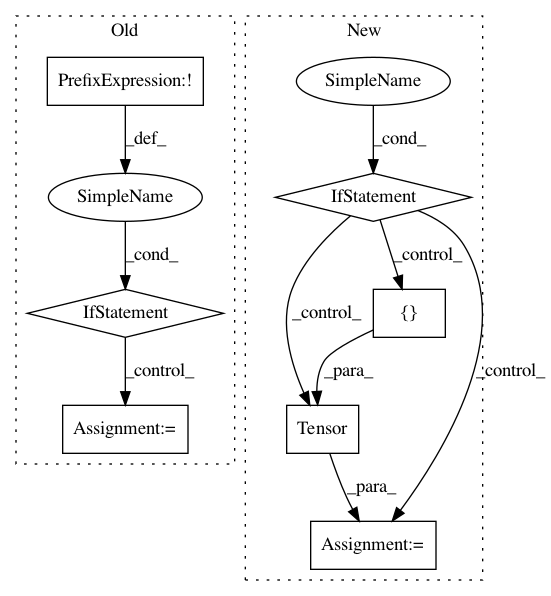 Old
PrefixExpression:!
_def_
SimpleName
_cond_
IfStatement
_control_
Assignment:=
New
SimpleName
_cond_
IfStatement
_control_
{}
_control_
_para_
_control_
Tensor
_para_
Assignment:=